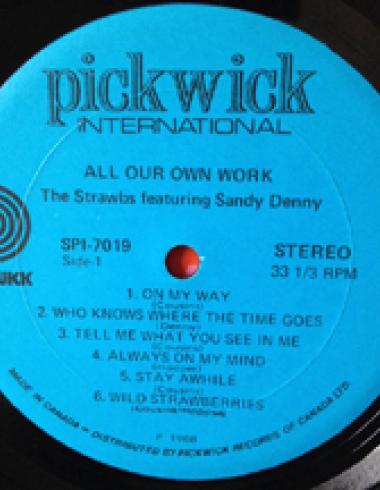 pickwick
INTERNATIONAL
ALL OUR OWN WORK
The Strawbs featuring Sandy Denny
SPI-7019
Side-1
STEREO
33 1/3 RPM
1. ON MY WAY
(Cousins)
2. WHO KNOWS WHERE THE TIME GOES
(Denny)
3. TELL ME WHAT YOU SEE IN ME
(Cousins)
4. ALWAYS ON MY MIND
(Hooper)
5. STAY AWHILE
6. WILD STRAWBERRIES
P 1968
MADE IN CANADA - DISTRIBUTED BY PICKWICK RECORDS OF CANADA LTD.